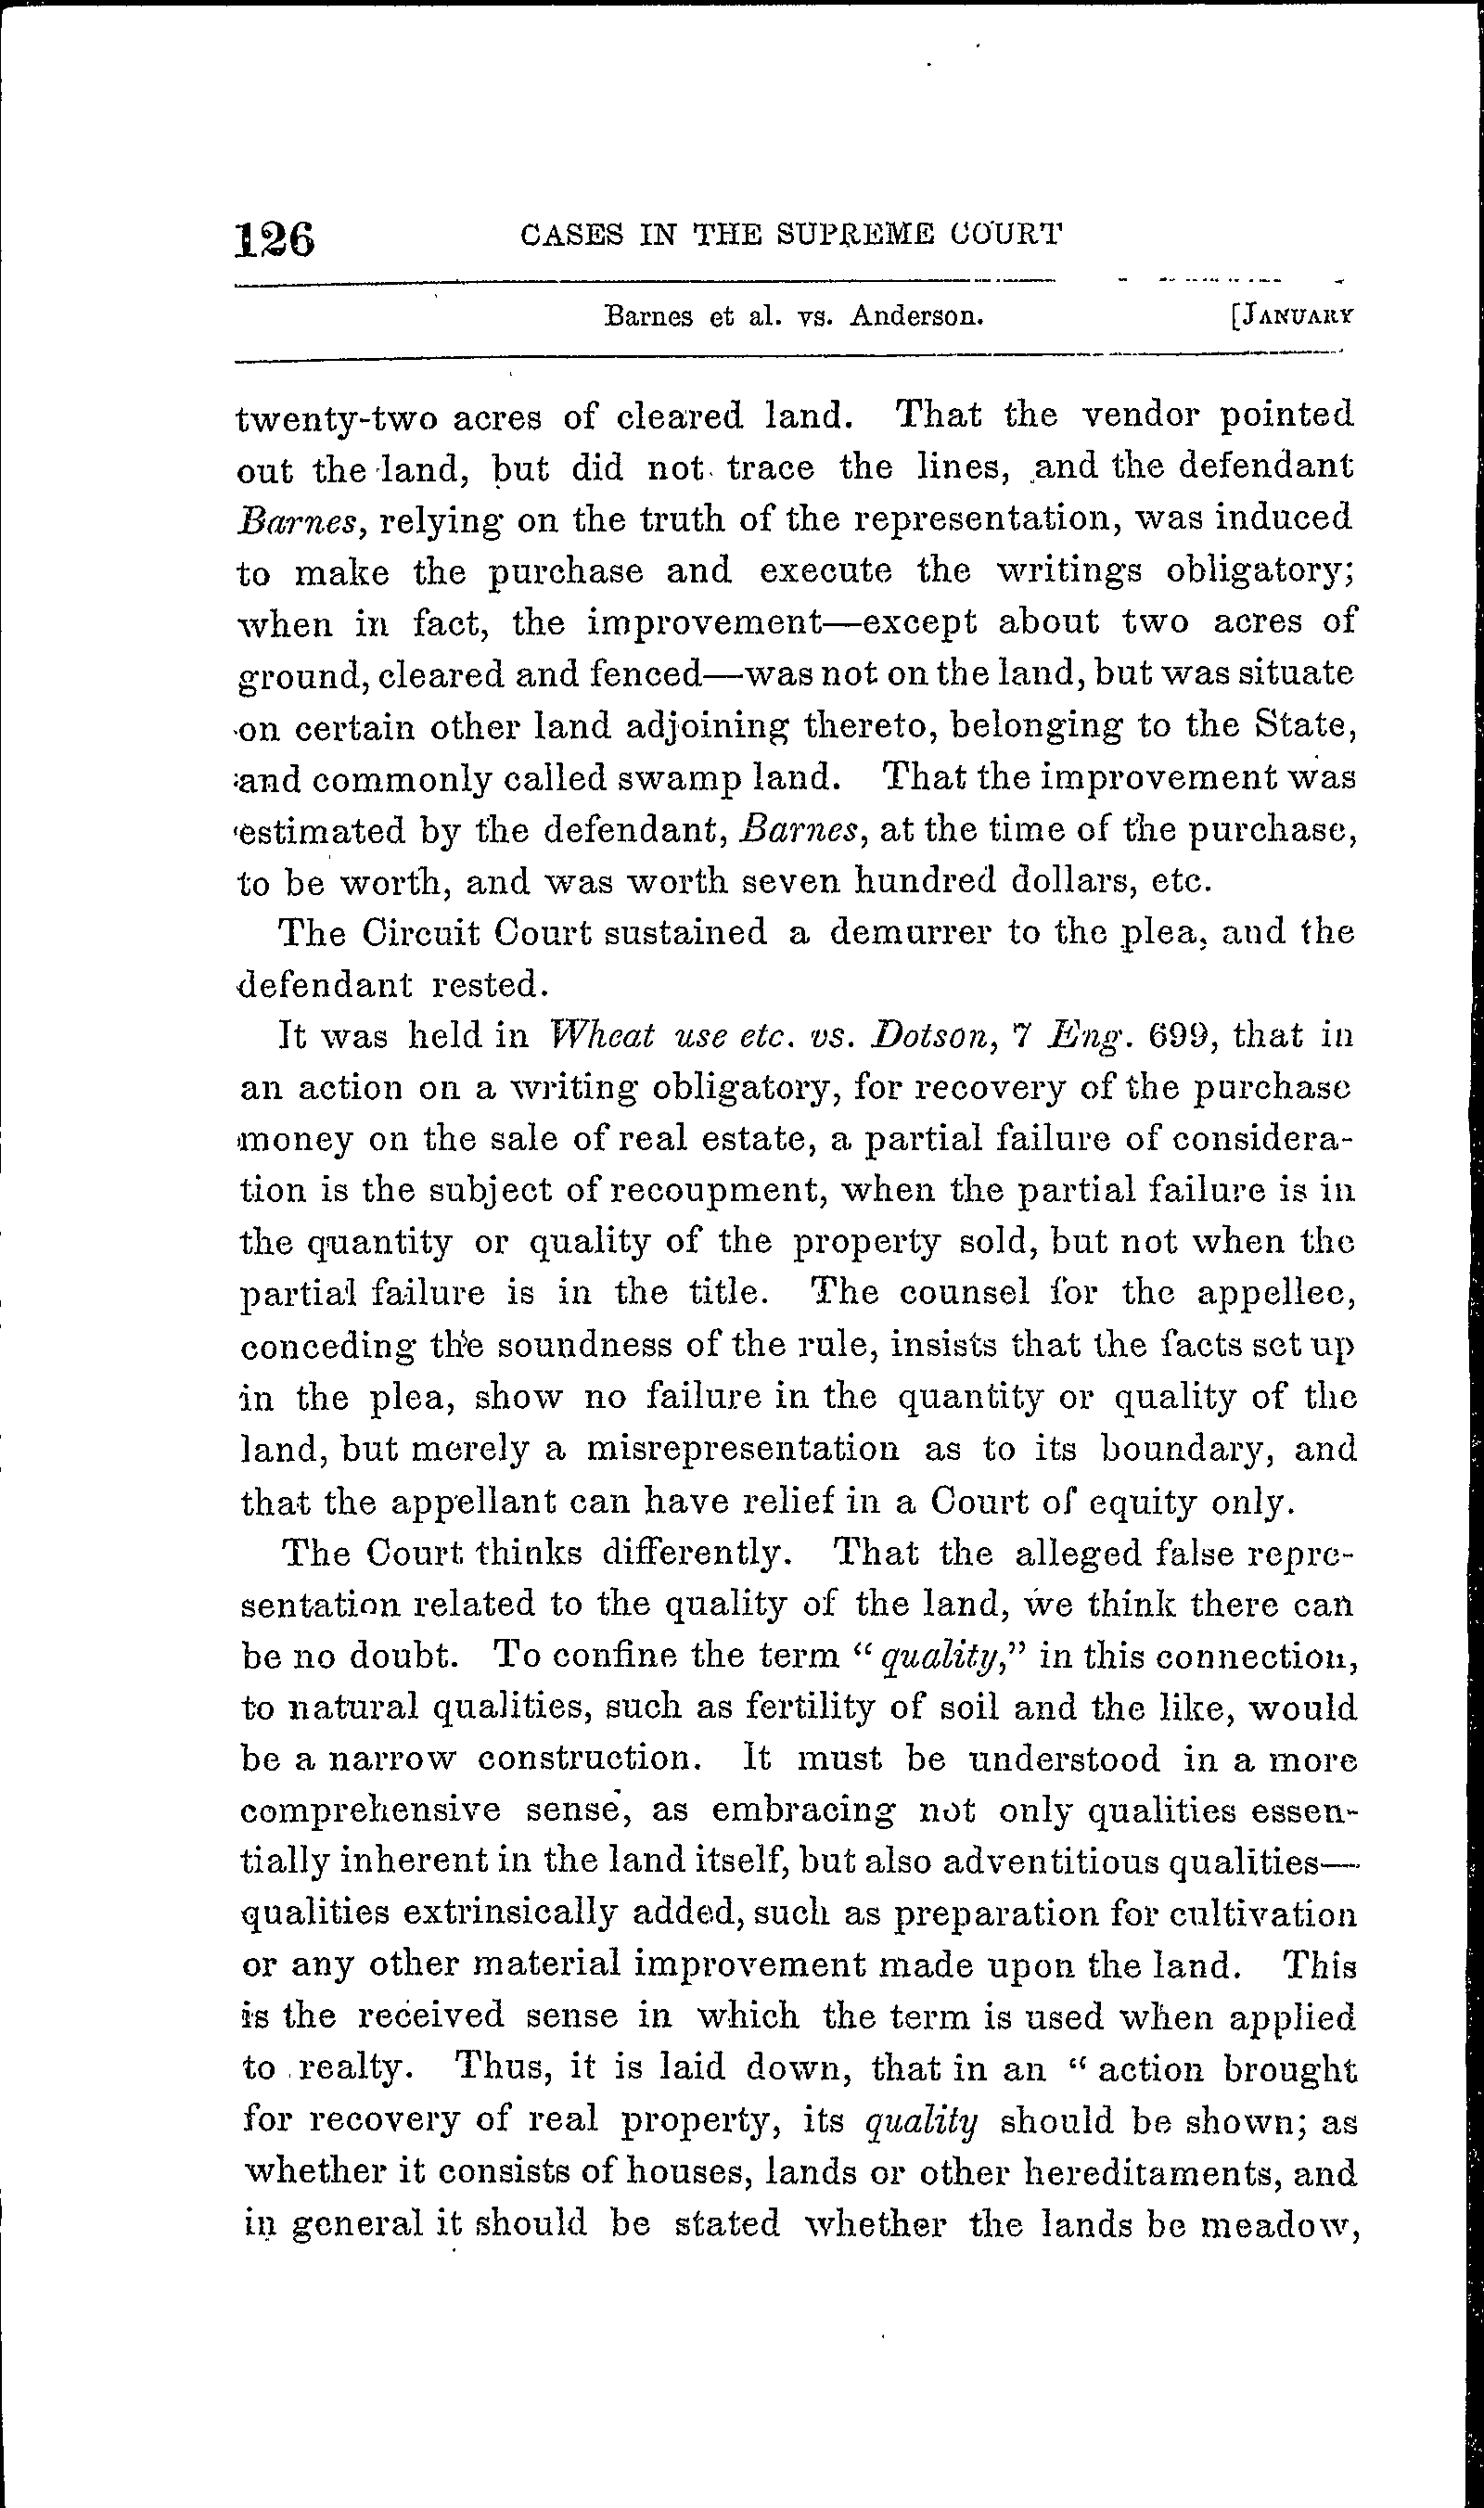 126 CASES IN THE SUPREME COURT
Barnes et al. vs. Anderson. [JANUARY
twenty-two acres of cleared land. That the vendor pointed
out the land, but did not trace the lines, and the defendant
Barnes, relying on the truth of the representation, was induced
to make the purchase and execute the writings obligatory;
when in fact, the improvement—except about two acres of
ground, cleared and fenced—was not on the land, but was situate
on certain other land adjoining thereto, belonging to the State,
and commonly called swamp land. That the improvement was
estimated by the defendant, Barnes, at the time of the purchase,
to be worth, and was worth seven hundred dollars, etc.
The Circuit Court sustained a demurrer to the plea, and the
defendant rested.
It was held in Wheat use etc. vs. Dotson, 7 Eng. 699, that in
an action on a writing obligatory, for recovery of the purchase
money on the sale of real estate, a partial failure of considera-
tion is the subject of recoupment, when the partial failure is in
the quantity or quality of the property sold, but not when the
partial failure is in the title. The counsel for the appellee,
conceding the soundness of the rule, insists that the facts set up
in the plea, show no failure in the quantity or quality of the
land, but merely a misrepresentation as to its boundary, and
that the appellant can have relief in a Court of equity only.
The Court thinks differently. That the alleged false repre-
sentation related to the quality of the land, we think there can
be no doubt. To confine the term " quality," in this connection,
to natural qualities, such as fertility of soil and the like, would
be a narrow construction. It must be understood in a more
comprehensive sense, as embracing not only qualities essen-
tially inherent in the land itself, but also adventitious qualities—
qualities extrinsically added, such as preparation for cultivation
or any other material improvement made upon the land. This
is the received sense in which the term is used when applied
to realty. Thus, it is laid down, that in an " action brought
for recovery of real property, its quality should be shown; as
whether it consists of houses, lands or other hereditaments, and
in general it should be stated whether the lands be meadow,